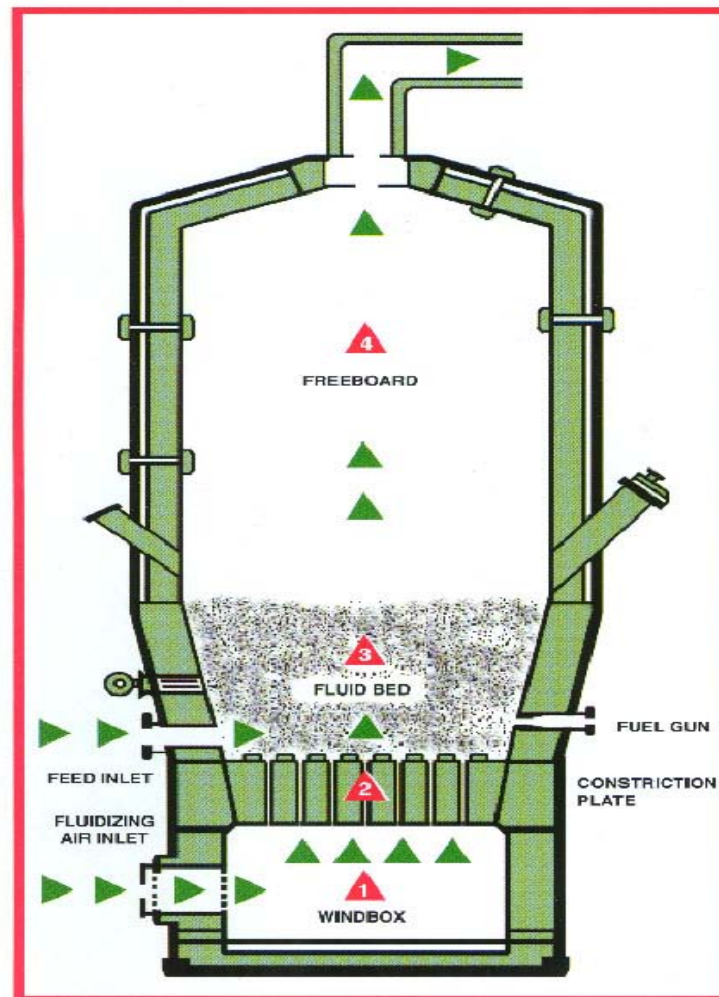 4
FREEBOARD
3
FLUID BED
FUEL GUN
FEED INLET
2
CONSTRICTION
PLATE
FLUIDIZING
AIR INLET
1
WINDBOX